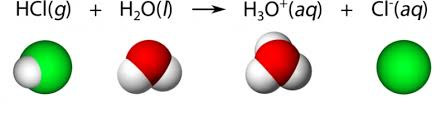 HCl(g) + H₂O(l) → H₃O⁺(aq) + Cl⁻(aq)